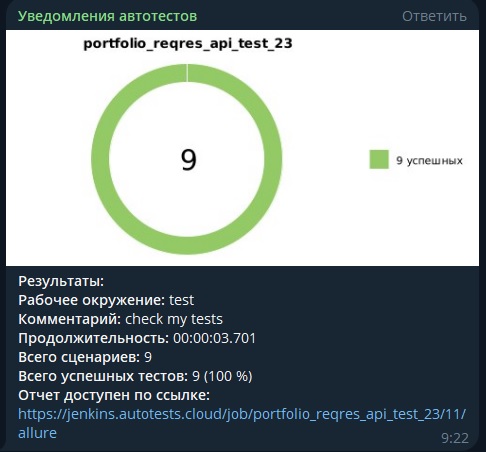 Уведомления автотестов
Ответить
portfolio_reqres_api_test_23
9
9 успешных
Результаты:
Рабочее окружение: test
Комментарий: check my tests
Продолжительность: 00:00:03.701
Всего сценариев: 9
Всего успешных тестов: 9 (100 %)
Отчет доступен по ссылке:
https://jenkins.autotests.cloud/job/portfolio_reqres_api_test_23/11/
allure
9:22